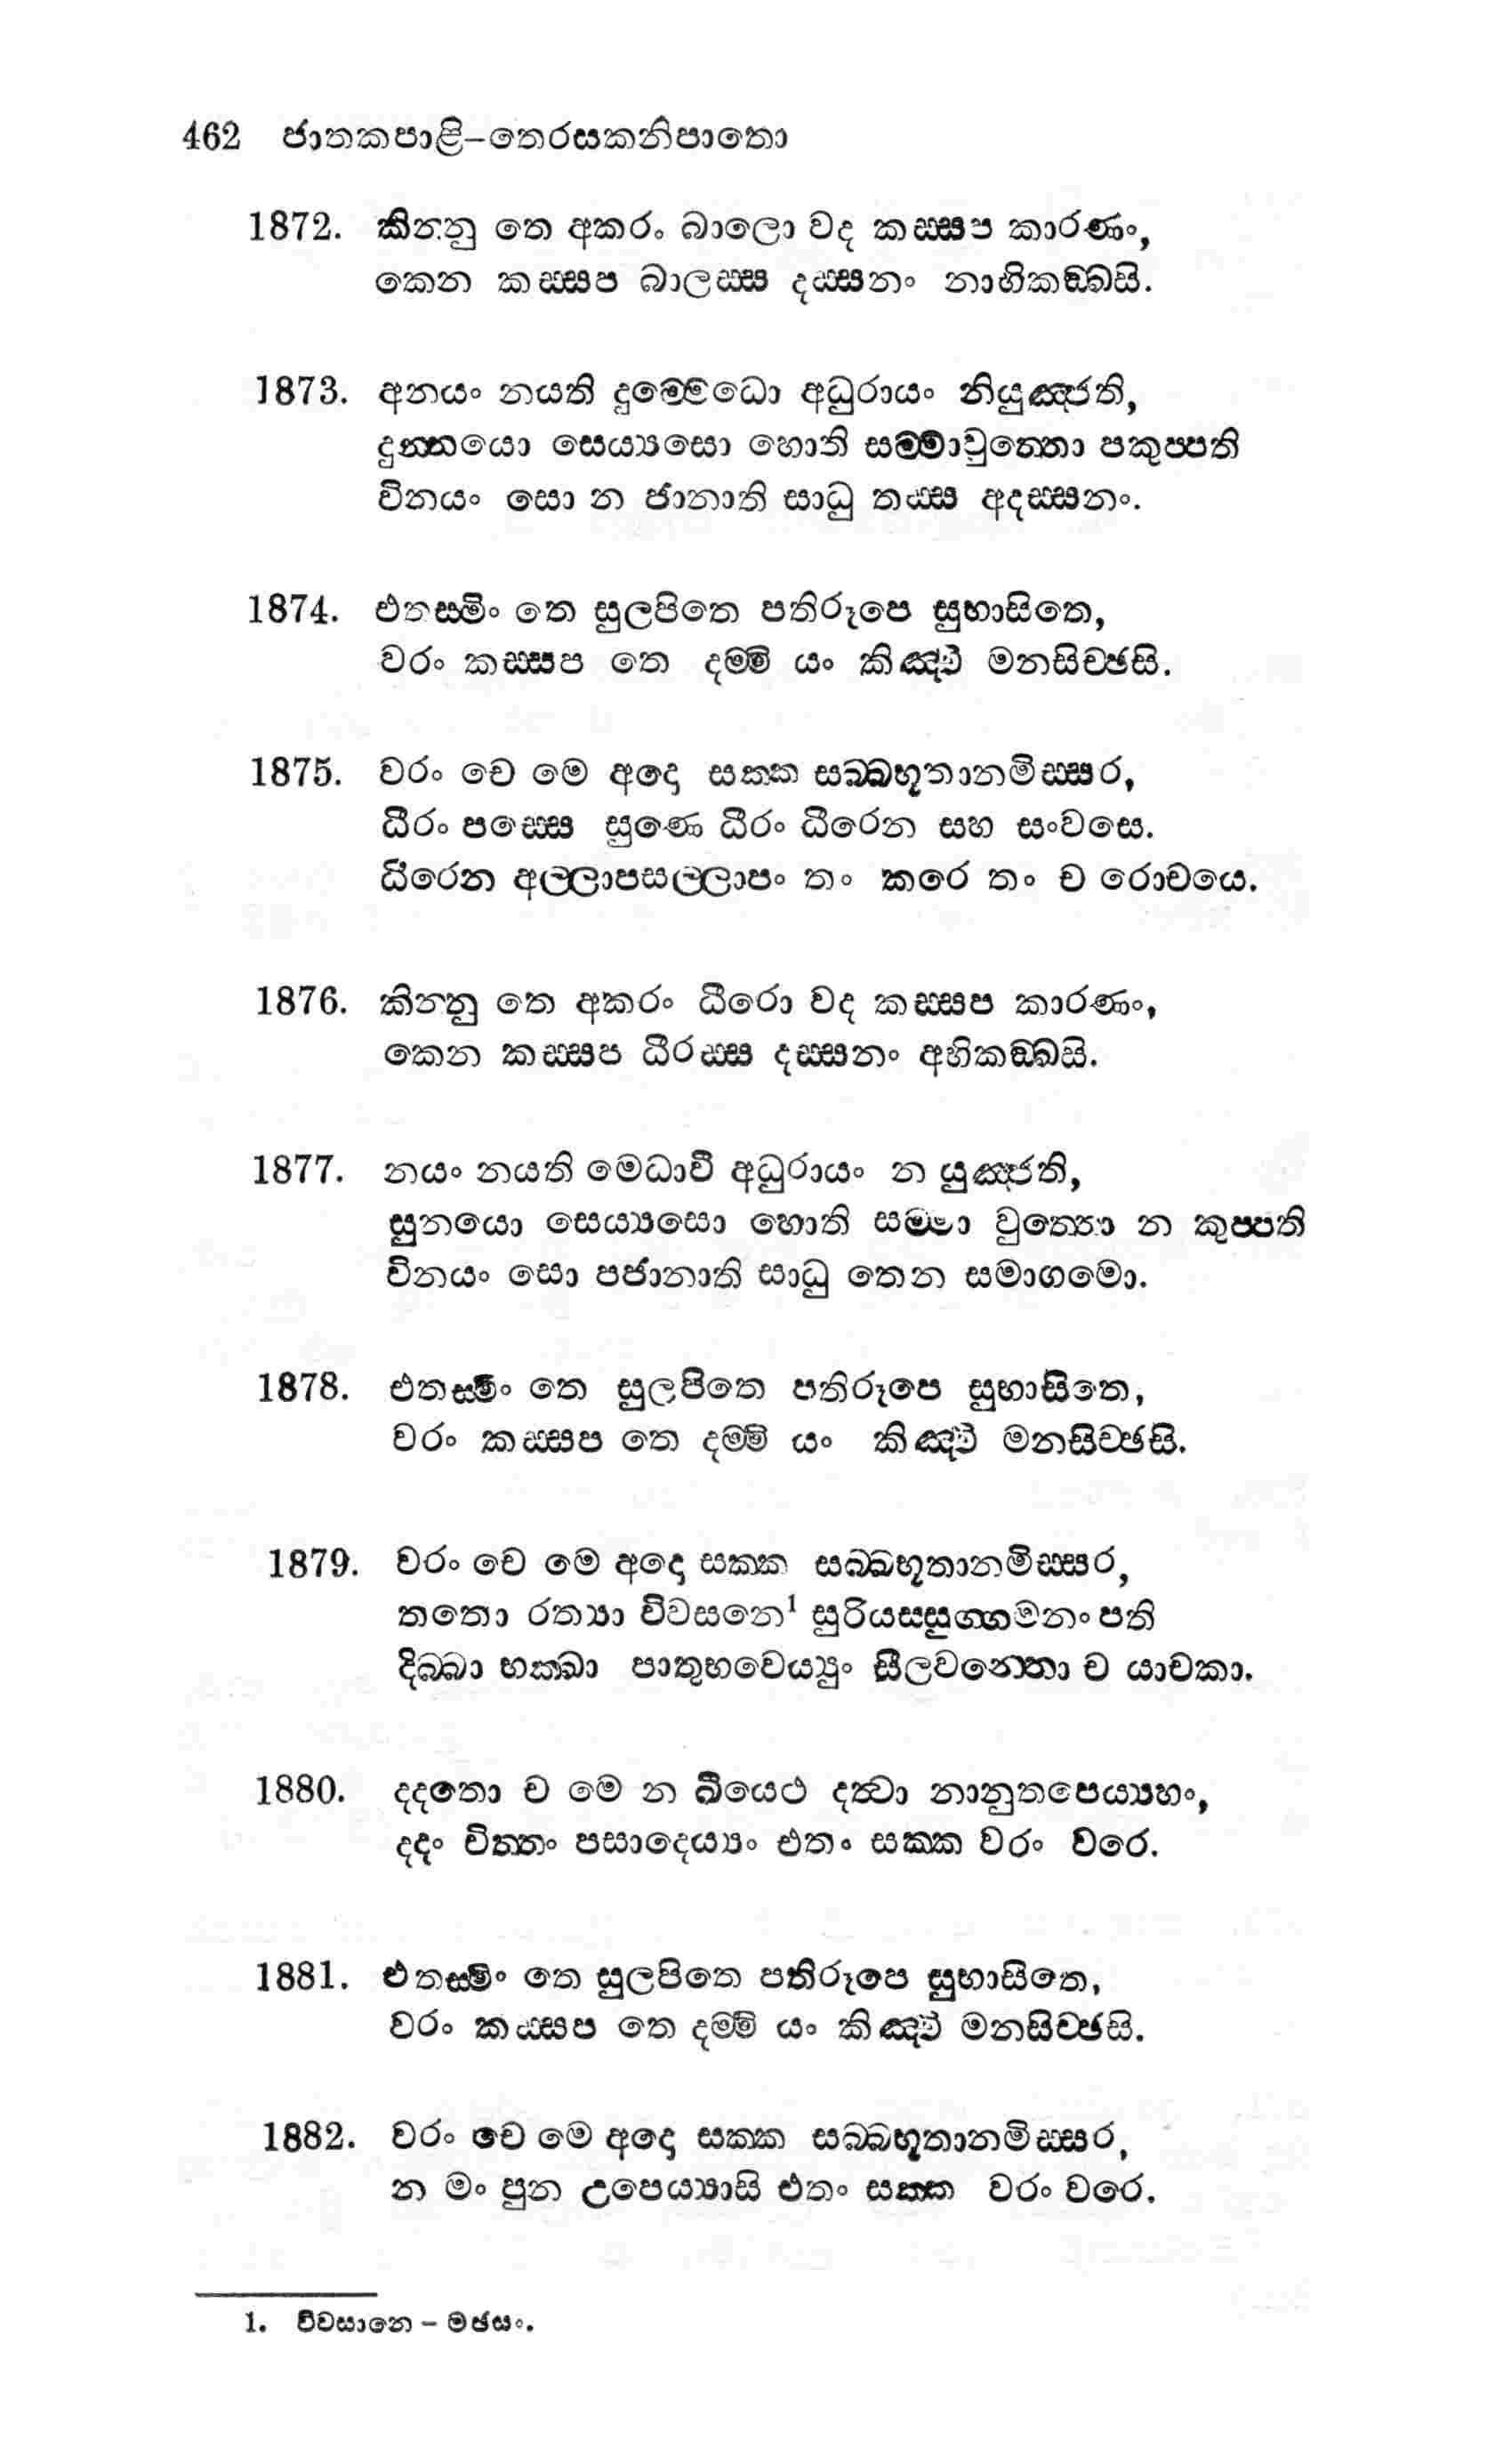 462 ජාතකපාළි–තෙරසකනිපාතො
1872. කින්නු තෙ අකරං බාලො වද කස්සප කාරණං,
කෙන කස්සප බාලස්ස දස්සනං නාභිකඞ්ඛසි.
1873. අනයං නයති දුම්මෙධො අධුරායං නියුඤ්ජති,
දුන්නයො සෙය්‍යසො හොති සම්මාවුත්තො පකුප්පති
විනයං සො න ජානාති සාධු තස්ස අදස්සනං.
1874. එතස්මිං තෙ සුලපිතෙ පතිරූපෙ සුභාසිතෙ,
වරං කස්සප තෙ දම්මි යං කිඤ්චි මනසිච්ඡසි.
1875. වරං චෙ මෙ අදො සක්ක සබ්බභූතානමිස්සර,
ධීරං පස්සෙ සුණෙ ධීරං ධීරෙන සහ සංවසෙ.
ධීරෙන අල්ලාපසල්ලාපං තං කරෙ තං ච රොචයෙ.
1876. කින්නු තෙ අකරං ධීරො වද කස්සප කාරණං,
කෙන කස්සප ධීරස්ස දස්සනං අභිකඞ්ඛසි.
1877. නයං නයති මෙධාවී අධුරායං න යුඤ්ජති,
සුනයො සෙය්‍යසො හොති සම්මා වුත්තො න කුප්පති
විනයං සො පජානාති සාධු තෙන සමාගමො.
1878. එතස්මිං තෙ සුලපිතෙ පතිරූපෙ සුභාසිතෙ,
වරං කස්සප තෙ දම්මි යං කිඤ්චි මනසිච්ඡසි.
1879. වරං චෙ මෙ අදො සක්ක සබ්බභූතානමිස්සර,
තතො රත්‍යා විවසනෙ¹ සුරියස්සුග්ගමනං පති
දිබ්බා භක්ඛා පාතුභවෙය්‍යුං සීලවන්තො ච යාචකා.
1880. දදතො ච මෙ න ඛීයෙථ දත්වා නානුතපෙය්‍යහං,
දදං චිත්තං පසාදෙය්‍යං එතං සක්ක වරං වරෙ.
1881. එතස්මිං තෙ සුලපිතෙ පතිරූපෙ සුභාසිතෙ,
වරං කස්සප තෙ දම්මි යං කිඤ්චි මනසිච්ඡසි.
1882. වරං චෙ මෙ අදො සක්ක සබ්බභූතානමිස්සර,
න මං පුන උපෙය්‍යාසි එතං සක්ක වරං වරෙ.
1. විවසානෙ – මඡසං.